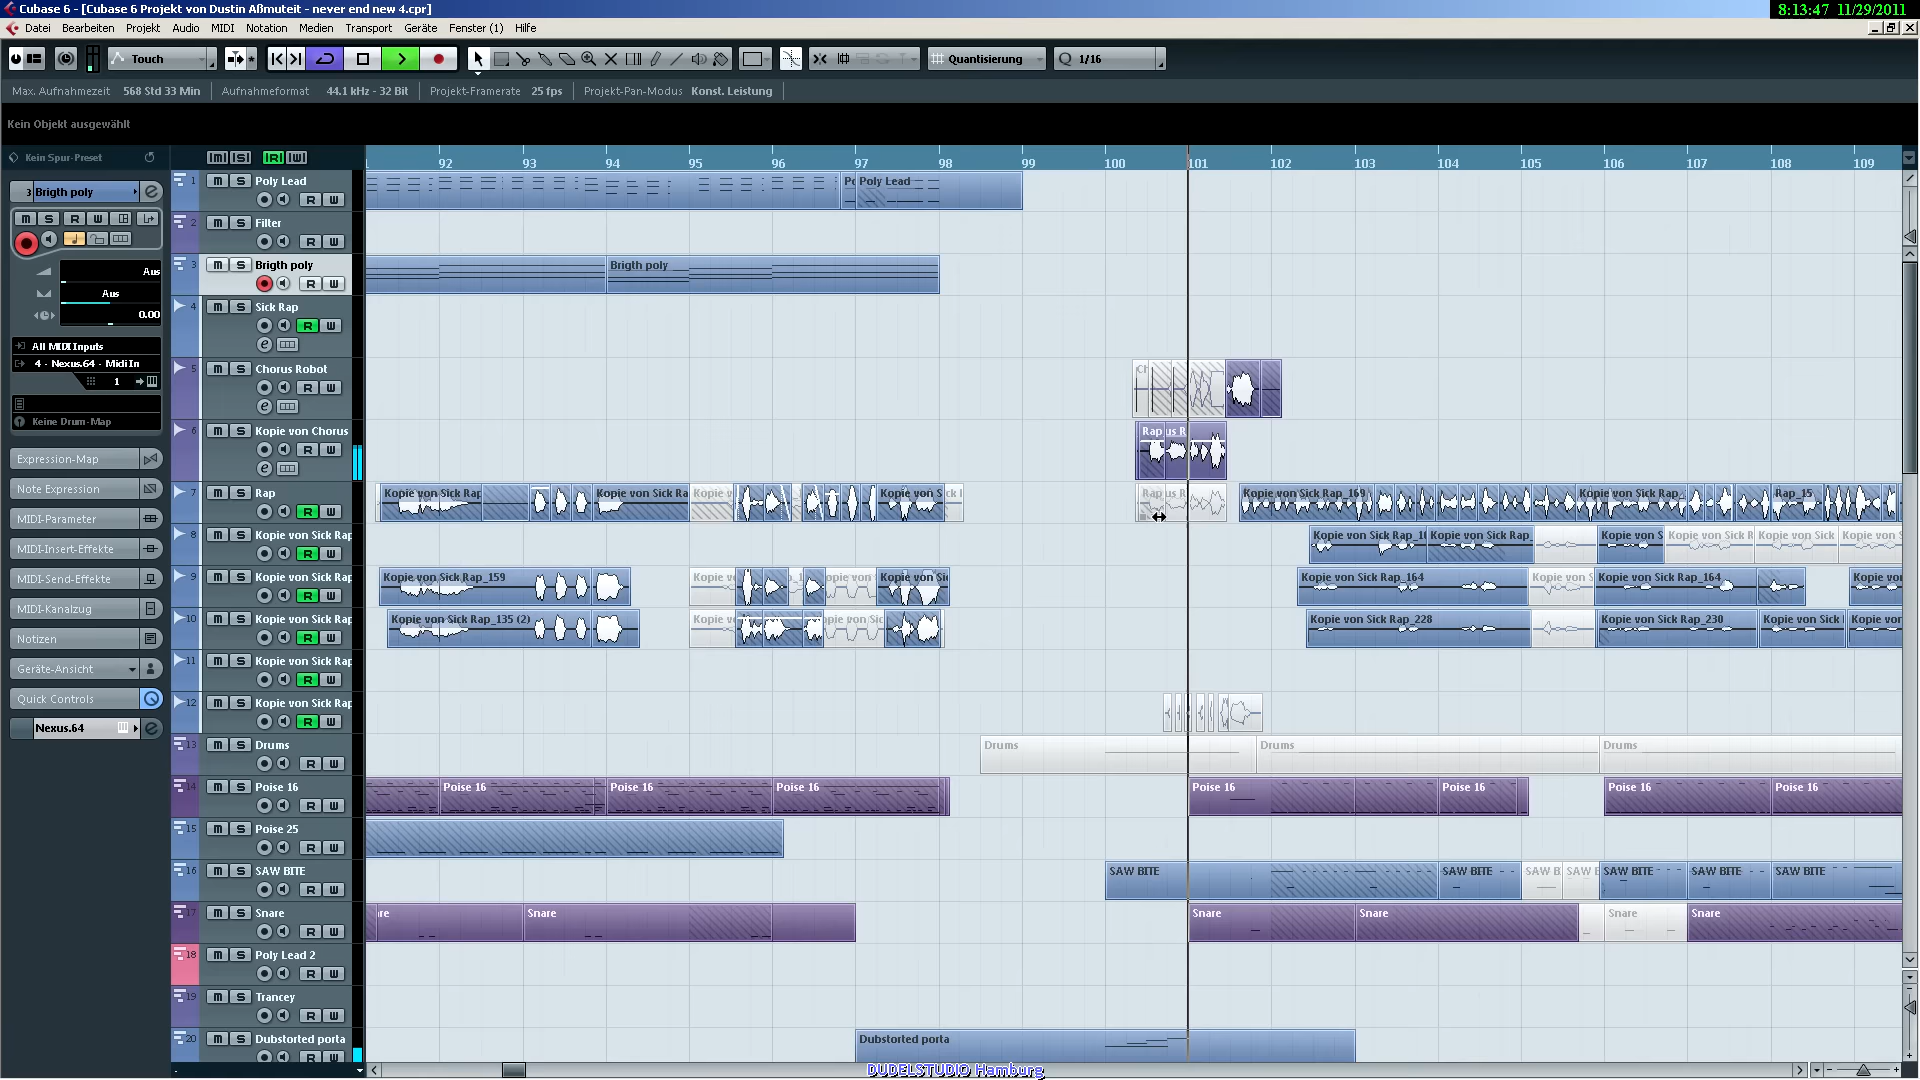 Cubase 6 - [Cubase 6 Projekt von Dustin Aßmuteit - never end new 4.cpr]
8:13:47 11/29/2011
Datei Bearbeiten Projekt Audio MIDI Notation Medien Transport Geräte Fenster (1) Hilfe
Touch Quantisierung 1/16
Max. Aufnahmezeit 568 Std 33 Min Aufnahmeformat 44.1 kHz - 32 Bit Projekt-Framerate 25 fps Projekt-Pan-Modus Konst. Leistung
Kein Objekt ausgewählt
Kein Spur-Preset
92 93 94 95 96 97 98 99 100 101 102 103 104 105 106 107 108 109
3 Brigth poly
Aus
Aus
0.00
All MIDI Inputs
4 - Nexus.64 - Midi In
1
Keine Drum-Map
Expression-Map
Note Expression
MIDI-Parameter
MIDI-Insert-Effekte
MIDI-Send-Effekte
MIDI-Kanalzug
Notizen
Geräte-Ansicht
Quick Controls
Nexus.64
1 Poly Lead Poly Lead
2 Filter
3 Brigth poly Brigth poly
4 Sick Rap
5 Chorus Robot
6 Kopie von Chorus Rap us R
7 Rap Kopie von Sick Rap Kopie von Sick Ra Kopie v Kopie von S Rap us R Kopie von Sick Rap_169 Kopie von Sick Rap_ Rap_15
8 Kopie von Sick Rap Kopie von Sick Rap_1 Kopie von Sick Rap_ Kopie von S Kopie von Sick R Kopie von Sick Kopie von S
9 Kopie von Sick Rap Kopie von Sick Rap_159 Kopie v Kopie von Si Kopie von Sick Rap_164 Kopie von S Kopie von Sick Rap_164 Kopie vo
10 Kopie von Sick Rap Kopie von Sick Rap_135 (2) Kopie v pie von Sic Kopie von Sick Rap_228 Kopie von Sick Rap_230 Kopie von Sick Kopie von S
11 Kopie von Sick Rap
12 Kopie von Sick Rap
13 Drums Drums Drums Drums
14 Poise 16 Poise 16 Poise 16 Poise 16 Poise 16 Poise 16 Poise 16 Poise 16
15 Poise 25
16 SAW BITE SAW BITE SAW BITE SAW B SAW B SAW BITE SAW BITE SAW BITE
17 Snare re Snare Snare Snare Snare Snare
18 Poly Lead 2
19 Trancey
20 Dubstorted porta Dubstorted porta
DUDELSTUDIO Hamburg